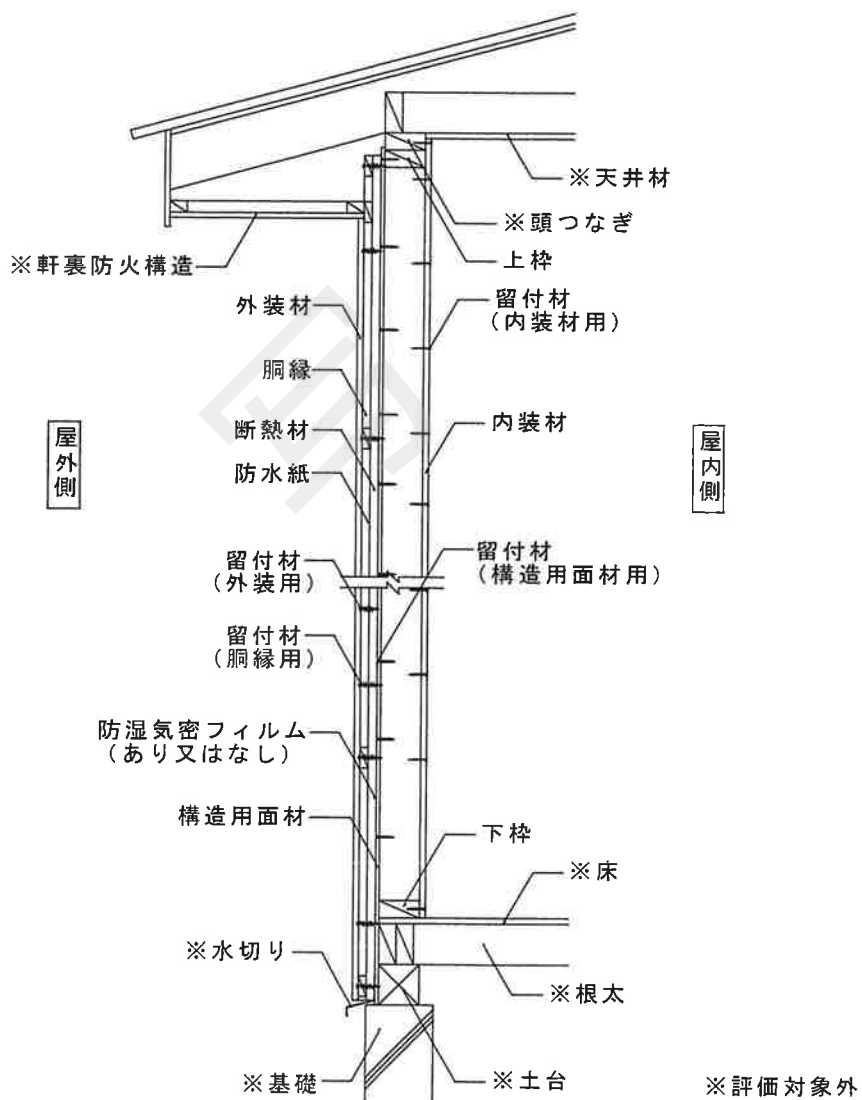 ※天井材
※頭つなぎ
上枠
※軒裏防火構造
留付材
(内装材用)
外装材
胴縁
内装材
断熱材
防水紙
屋外側
屋内側
留付材
(構造用面材用)
留付材
(外装用)
留付材
(胴縁用)
防湿気密フィルム
(あり又はなし)
構造用面材
下枠
※床
※水切り
※根太
※基礎
※土台
※評価対象外
写